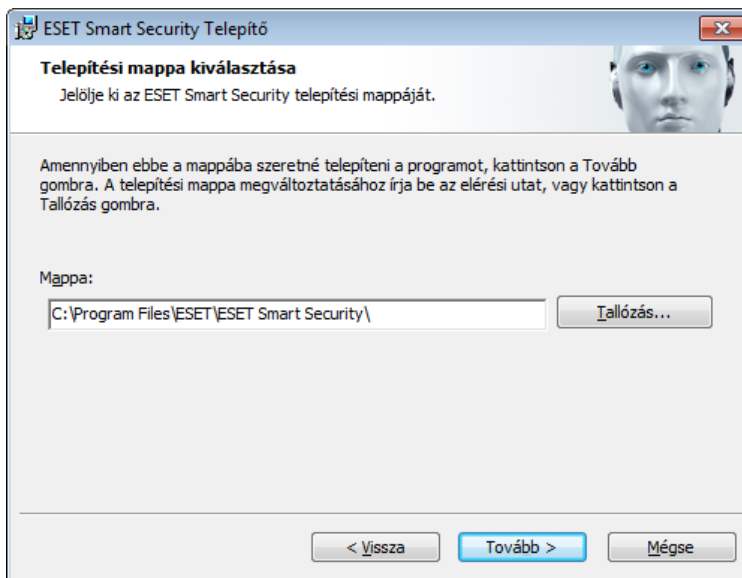 ESET Smart Security Telepítő
Telepítési mappa kiválasztása
Jelölje ki az ESET Smart Security telepítési mappáját.
Amennyiben ebbe a mappába szeretné telepíteni a programot, kattintson a Tovább
gombra. A telepítési mappa megváltoztatásához írja be az elérési utat, vagy kattintson a
Tallózás gombra.
Mappa:
C:\Program Files\ESET\ESET Smart Security\
Tallózás...
< Vissza
Tovább >
Mégse